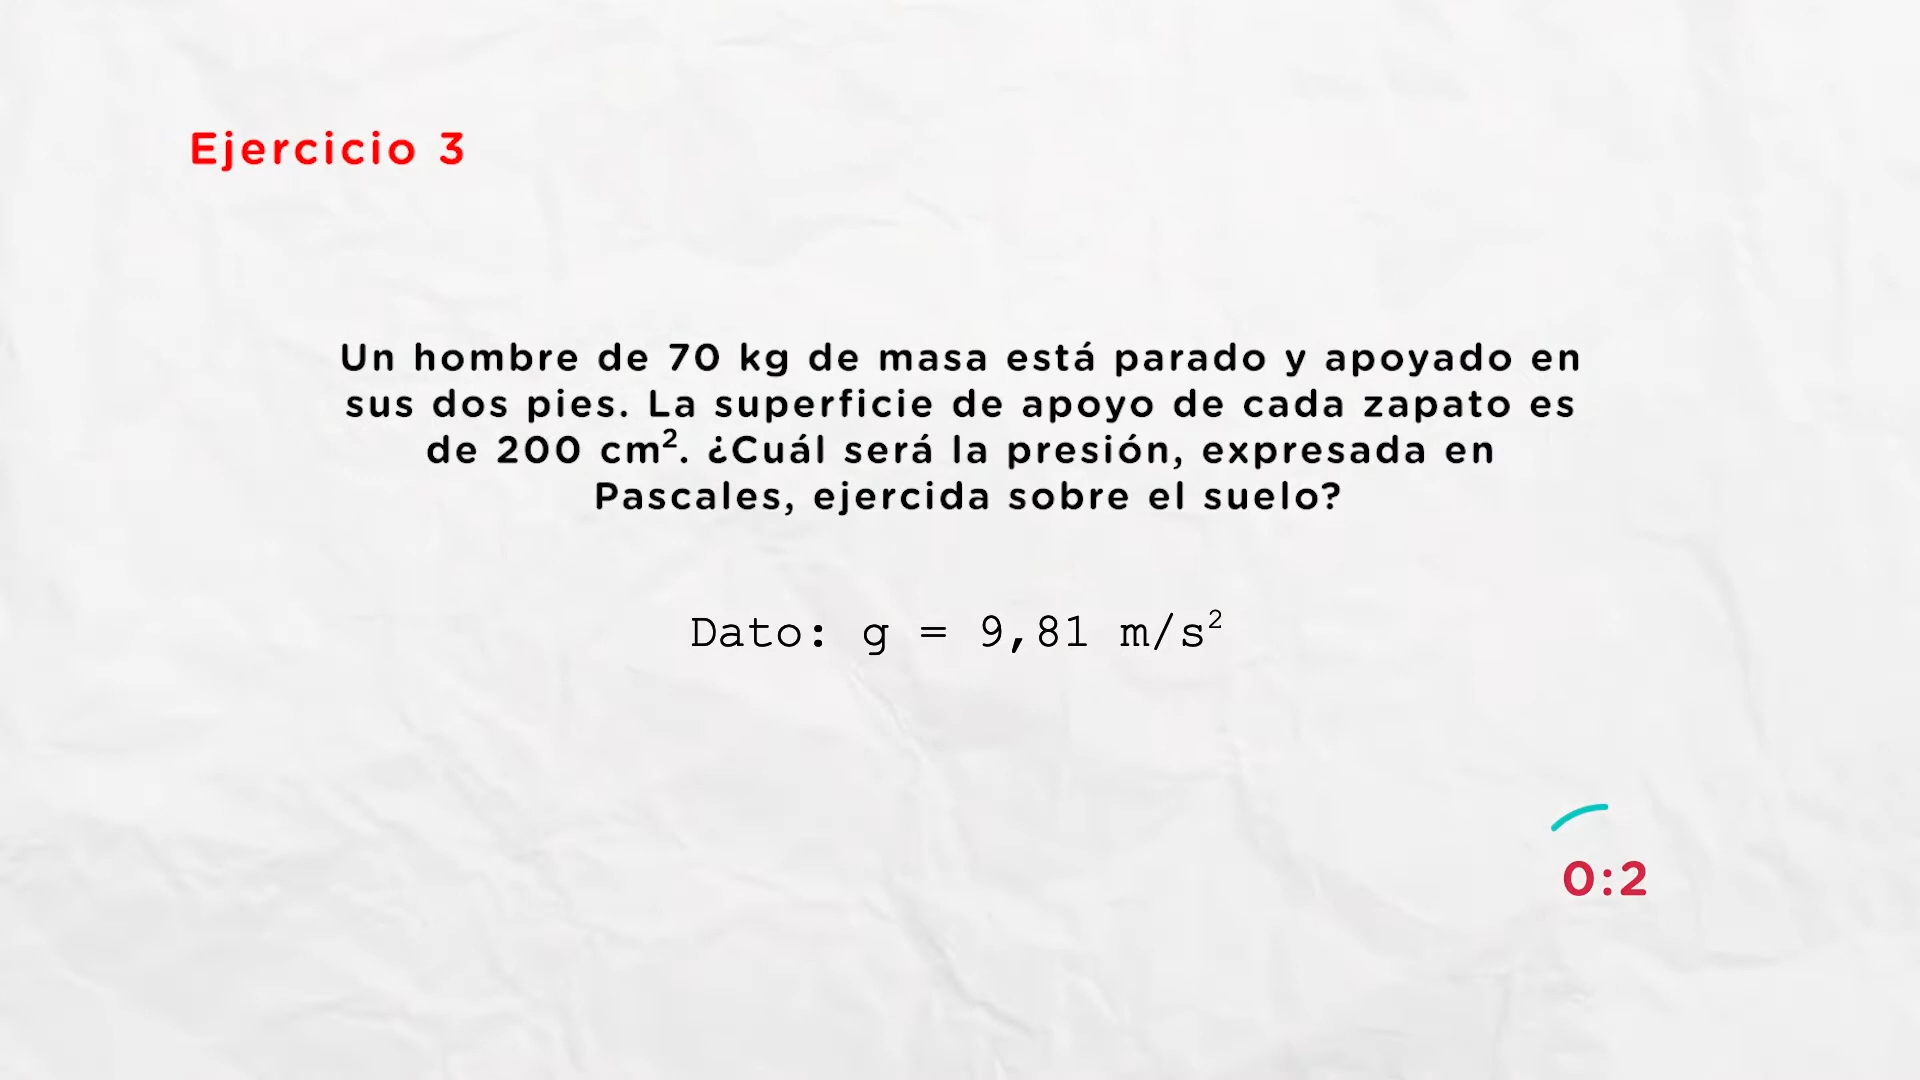 Ejercicio 3
Un hombre de 70 kg de masa está parado y apoyado en
sus dos pies. La superficie de apoyo de cada zapato es
de 200 cm². ¿Cuál será la presión, expresada en
Pascales, ejercida sobre el suelo?
Dato: g = 9,81 m/s²
0:2